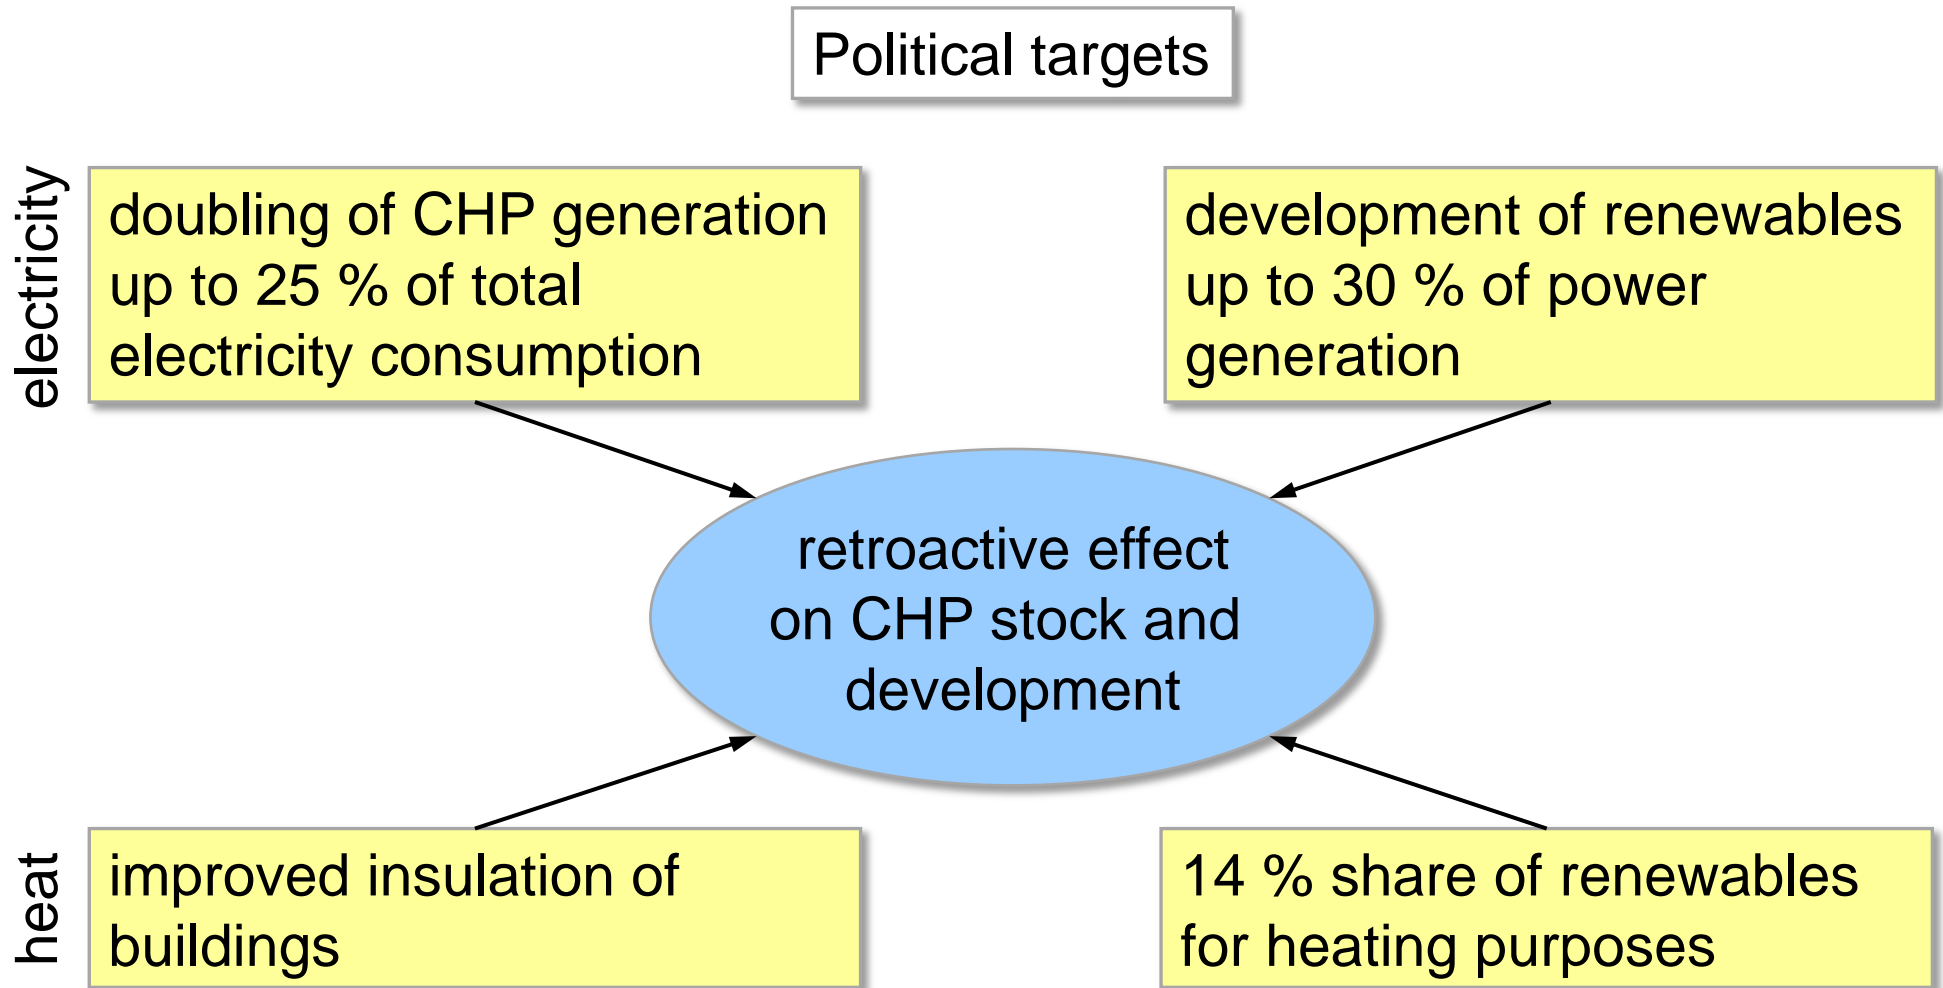 Political targets
electricity
doubling of CHP generation
up to 25 % of total
electricity consumption
development of renewables
up to 30 % of power
generation
retroactive effect
on CHP stock and
development
heat
improved insulation of
buildings
14 % share of renewables
for heating purposes